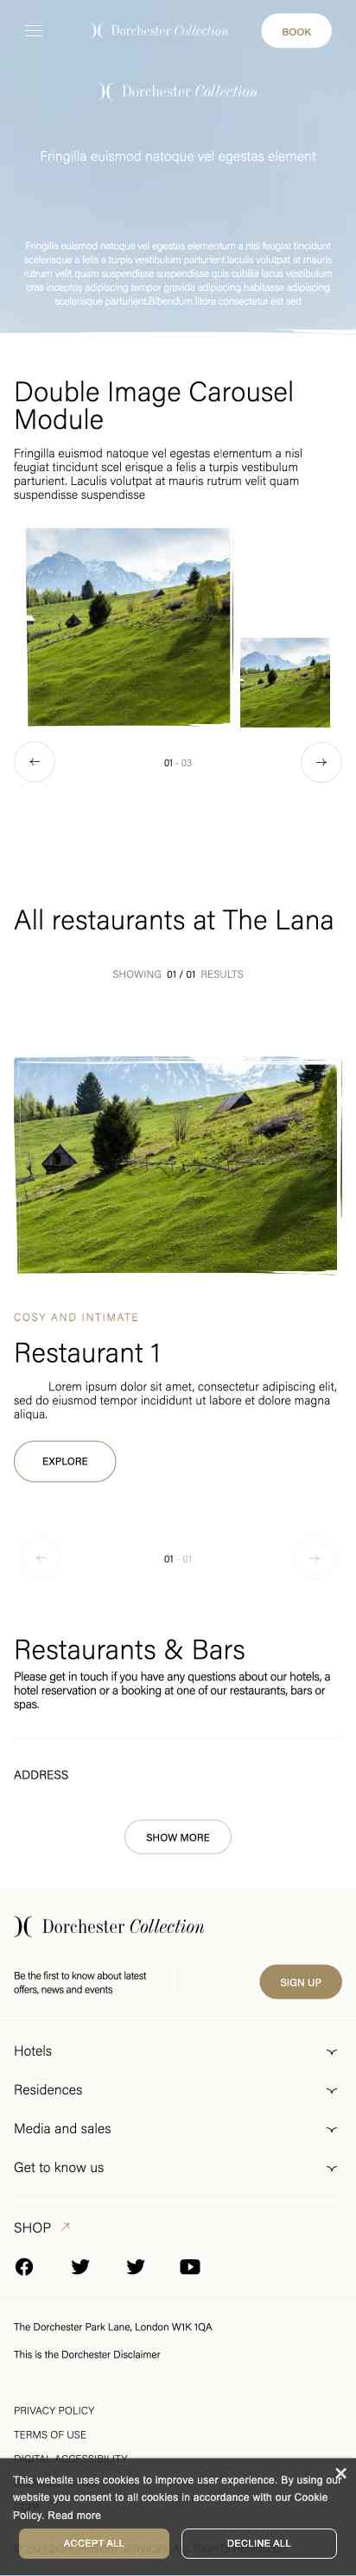 Dorchester Collection
BOOK
Dorchester Collection
Fringilla euismod natoque vel egestas element
Fringilla euismod natoque vel egestas elementum a nisl feugiat tincidunt
scelerisque a felis a turpis vestibulum parturient.Iaculis volutpat at mauris
rutrum velit quam suspendisse suspendisse quis cubilia lacus vestibulum
cras inceptos adipiscing tempor gravida adipiscing habitasse adipiscing
scelerisque parturient.Bibendum litora consectetur est sed
Double Image Carousel
Module
Fringilla euismod natoque vel egestas elementum a nisl
feugiat tincidunt scel erisque a felis a turpis vestibulum
parturient. Laculis volutpat at mauris rutrum velit quam
suspendisse suspendisse
← 01 - 03 →
All restaurants at The Lana
SHOWING 01 / 01 RESULTS
COSY AND INTIMATE
Restaurant 1
Lorem ipsum dolor sit amet, consectetur adipiscing elit,
sed do eiusmod tempor incididunt ut labore et dolore magna
aliqua.
EXPLORE
← 01 - 01 →
Restaurants & Bars
Please get in touch if you have any questions about our hotels, a
hotel reservation or a booking at one of our restaurants, bars or
spas.
ADDRESS
SHOW MORE
Dorchester Collection
Be the first to know about latest
offers, news and events
SIGN UP
Hotels
Residences
Media and sales
Get to know us
SHOP
The Dorchester Park Lane, London W1K 1QA
This is the Dorchester Disclaimer
PRIVACY POLICY
TERMS OF USE
DIGITAL ACCESSIBILITY
This website uses cookies to improve user experience. By using our
website you consent to all cookies in accordance with our Cookie
Policy. Read more
ACCEPT ALL
DECLINE ALL